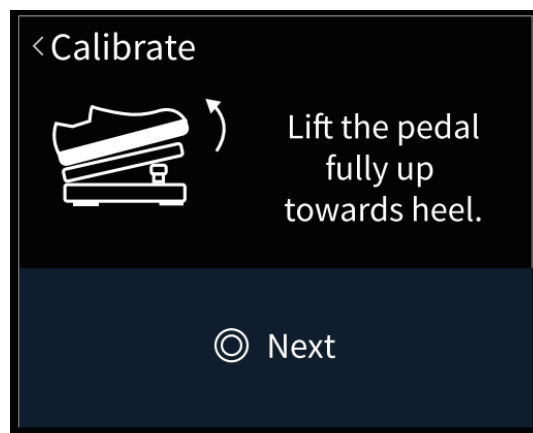 Calibrate
Lift the pedal
fully up
towards heel.
Next